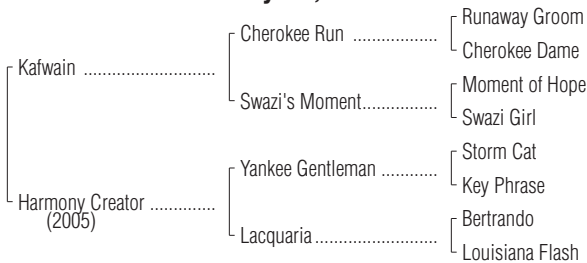 Runaway Groom
Cherokee Run ..................
Cherokee Dame
Kafwain ............................
Moment of Hope
Swazi's Moment................
Swazi Girl
Storm Cat
Yankee Gentleman ............
Key Phrase
Harmony Creator ..............
(2005)
Bertrando
Lacquaria..........................
Louisiana Flash